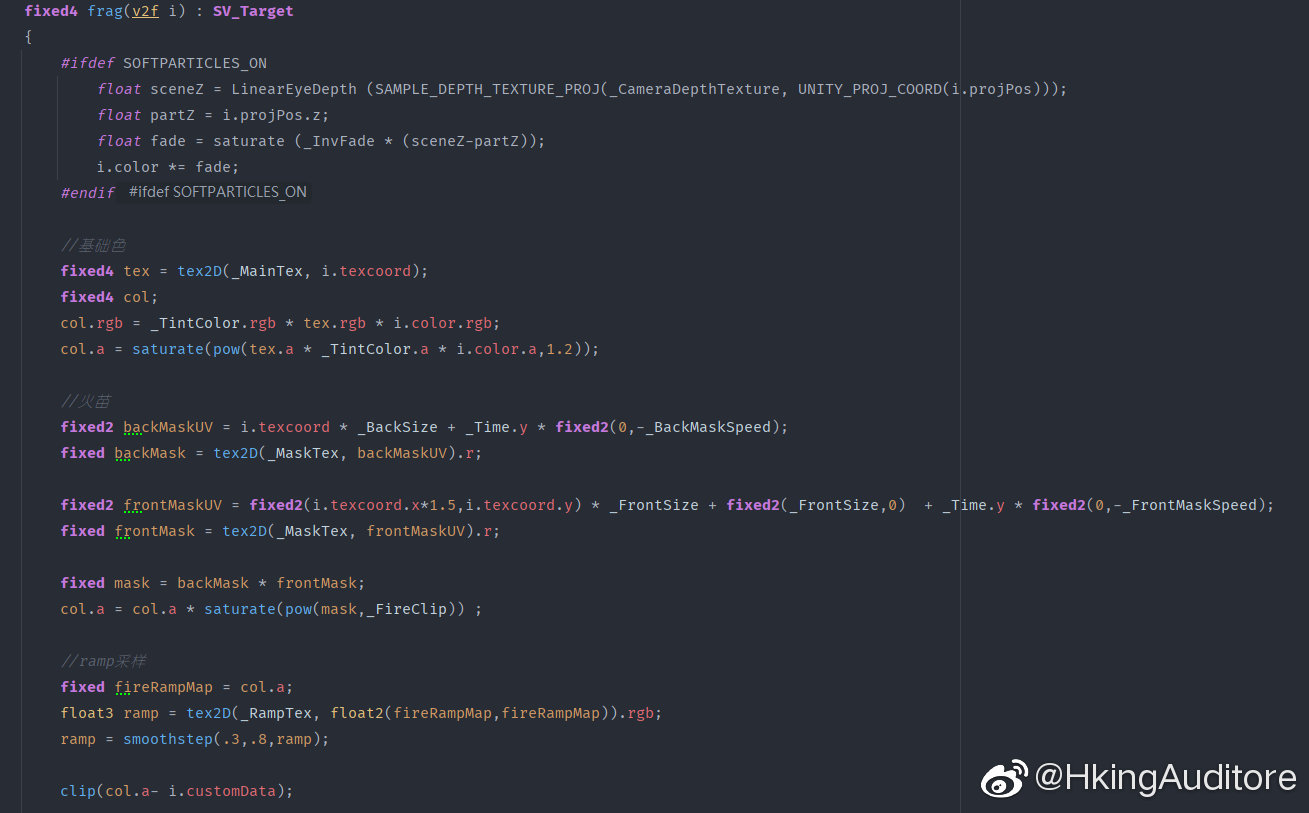 fixed4 frag(v2f i) : SV_Target
{
#ifdef SOFTPARTICLES_ON
float sceneZ = LinearEyeDepth (SAMPLE_DEPTH_TEXTURE_PROJ(_CameraDepthTexture, UNITY_PROJ_COORD(i.projPos)));
float partZ = i.projPos.z;
float fade = saturate (_InvFade * (sceneZ-partZ));
i.color *= fade;
#endif #ifdef SOFTPARTICLES_ON
//基础色
fixed4 tex = tex2D(_MainTex, i.texcoord);
fixed4 col;
col.rgb = _TintColor.rgb * tex.rgb * i.color.rgb;
col.a = saturate(pow(tex.a * _TintColor.a * i.color.a,1.2));
//火苗
fixed2 backMaskUV = i.texcoord * _BackSize + _Time.y * fixed2(0,-_BackMaskSpeed);
fixed backMask = tex2D(_MaskTex, backMaskUV).r;
fixed2 frontMaskUV = fixed2(i.texcoord.x*1.5,i.texcoord.y) * _FrontSize + fixed2(_FrontSize,0)  + _Time.y * fixed2(0,-_FrontMaskSpeed);
fixed frontMask = tex2D(_MaskTex, frontMaskUV).r;
fixed mask = backMask * frontMask;
col.a = col.a * saturate(pow(mask,_FireClip)) ;
//ramp采样
fixed fireRampMap = col.a;
float3 ramp = tex2D(_RampTex, float2(fireRampMap,fireRampMap)).rgb;
ramp = smoothstep(.3,.8,ramp);
clip(col.a- i.customData);
@HkingAuditore